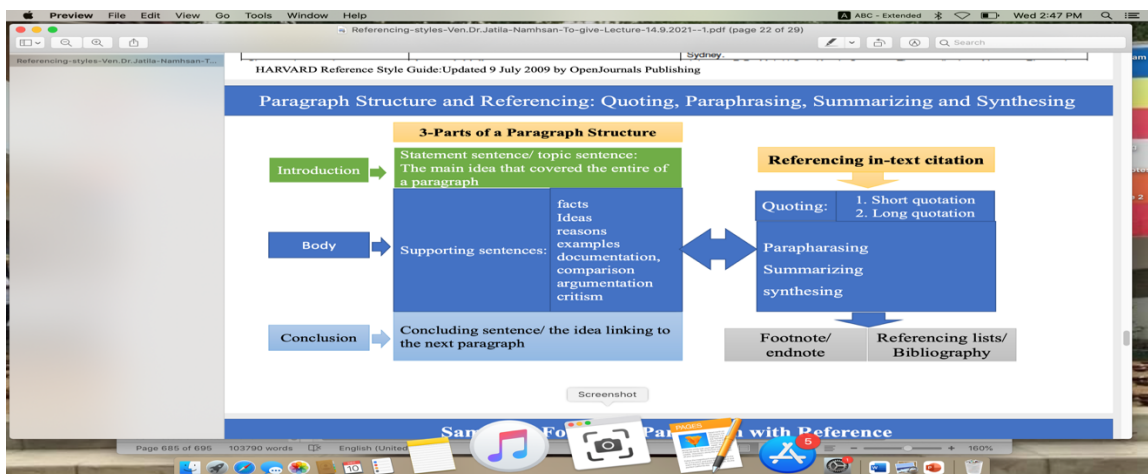 Preview File Edit View Go Tools Window Help
A ABC - Extended Wed 2:47 PM
Referencing-styles-Ven.Dr.Jatila-Namhsan-To-give-Lecture-14.9.2021--1.pdf (page 22 of 29)
Search
Referencing-styles-Ven.Dr.Jatila-Namhsan-T...
Sydney.
HARVARD Reference Style Guide:Updated 9 July 2009 by OpenJournals Publishing
Paragraph Structure and Referencing: Quoting, Paraphrasing, Summarizing and Synthesing
3-Parts of a Paragraph Structure
Introduction
Statement sentence/ topic sentence:
The main idea that covered the entire of
a paragraph
Body
Supporting sentences:
facts
Ideas
reasons
examples
documentation,
comparison
argumentation
critism
Conclusion
Concluding sentence/ the idea linking to
the next paragraph
Referencing in-text citation
Quoting:
1. Short quotation
2. Long quotation
Parapharasing
Summarizing
synthesing
Footnote/
endnote
Referencing lists/
Bibliography
Screenshot
with Reference
Page 685 of 695 103790 words English (United
160%
PAGES
5
10